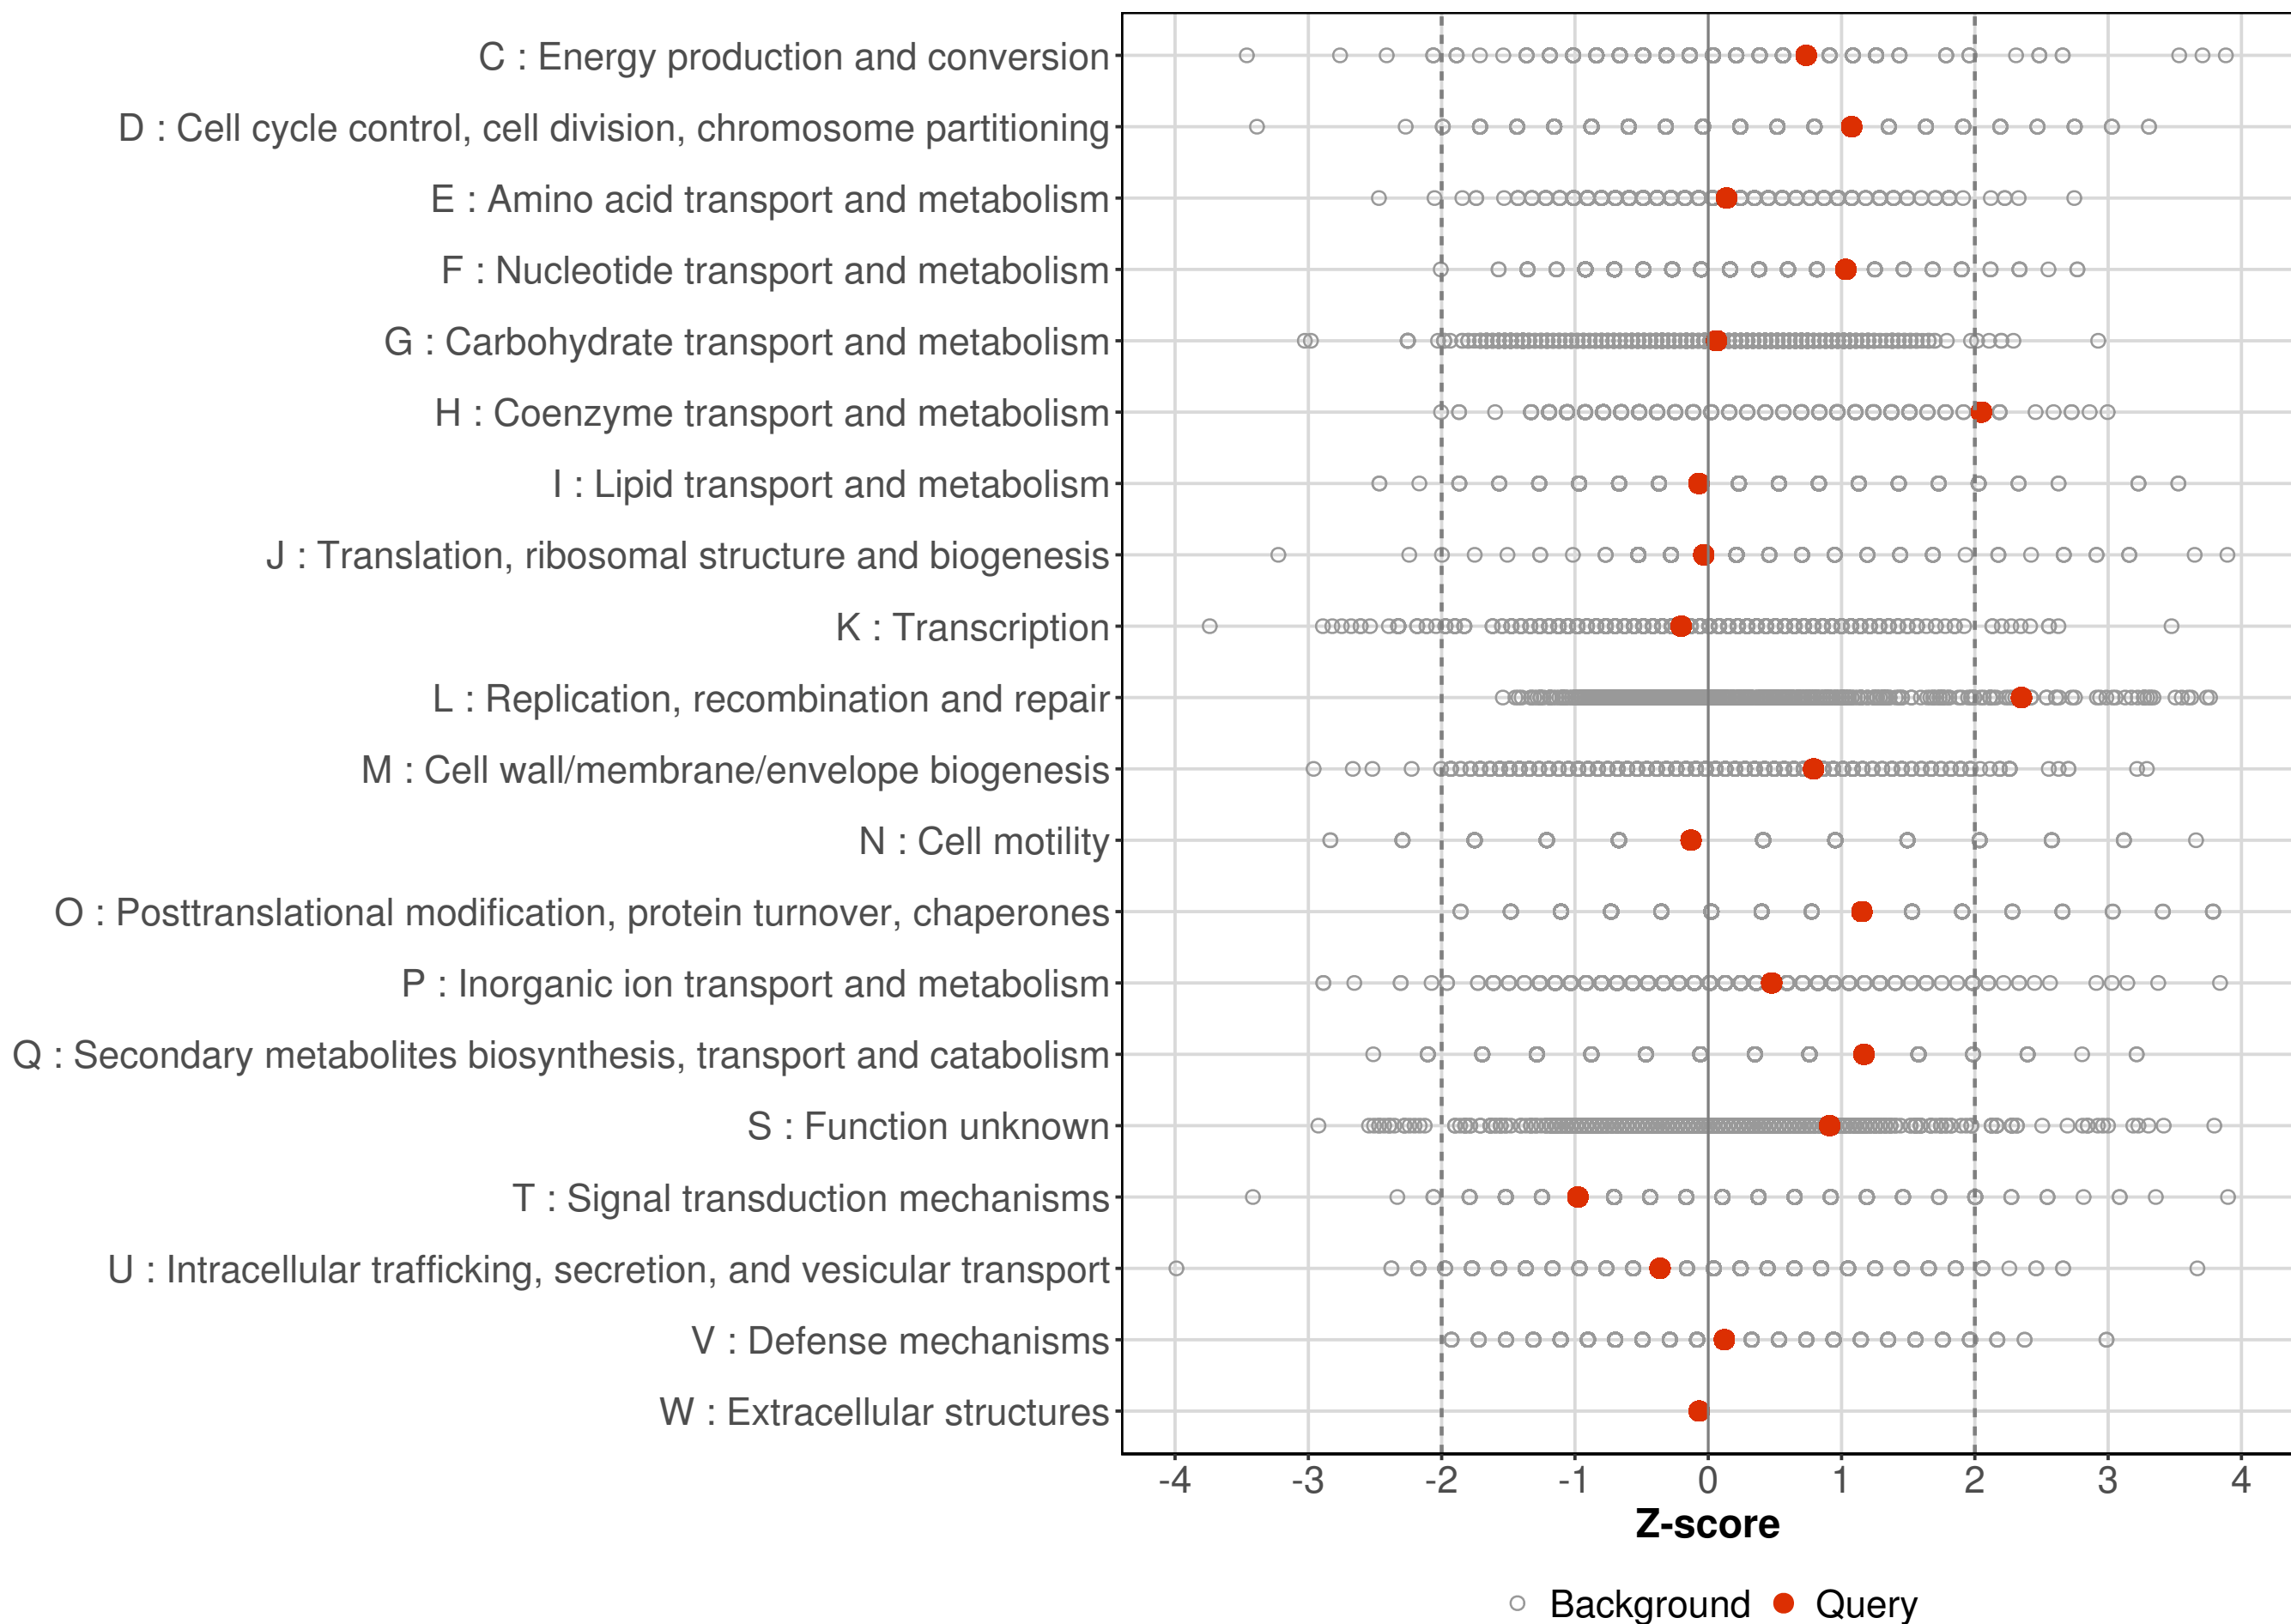 C : Energy production and conversion
D : Cell cycle control, cell division, chromosome partitioning
E : Amino acid transport and metabolism
F : Nucleotide transport and metabolism
G : Carbohydrate transport and metabolism
H : Coenzyme transport and metabolism
I : Lipid transport and metabolism
J : Translation, ribosomal structure and biogenesis
K : Transcription
L : Replication, recombination and repair
M : Cell wall/membrane/envelope biogenesis
N : Cell motility
O : Posttranslational modification, protein turnover, chaperones
P : Inorganic ion transport and metabolism
Q : Secondary metabolites biosynthesis, transport and catabolism
S : Function unknown
T : Signal transduction mechanisms
U : Intracellular trafficking, secretion, and vesicular transport
V : Defense mechanisms
W : Extracellular structures
-4 -3 -2 -1 0 1 2 3 4
Z-score
Background Query